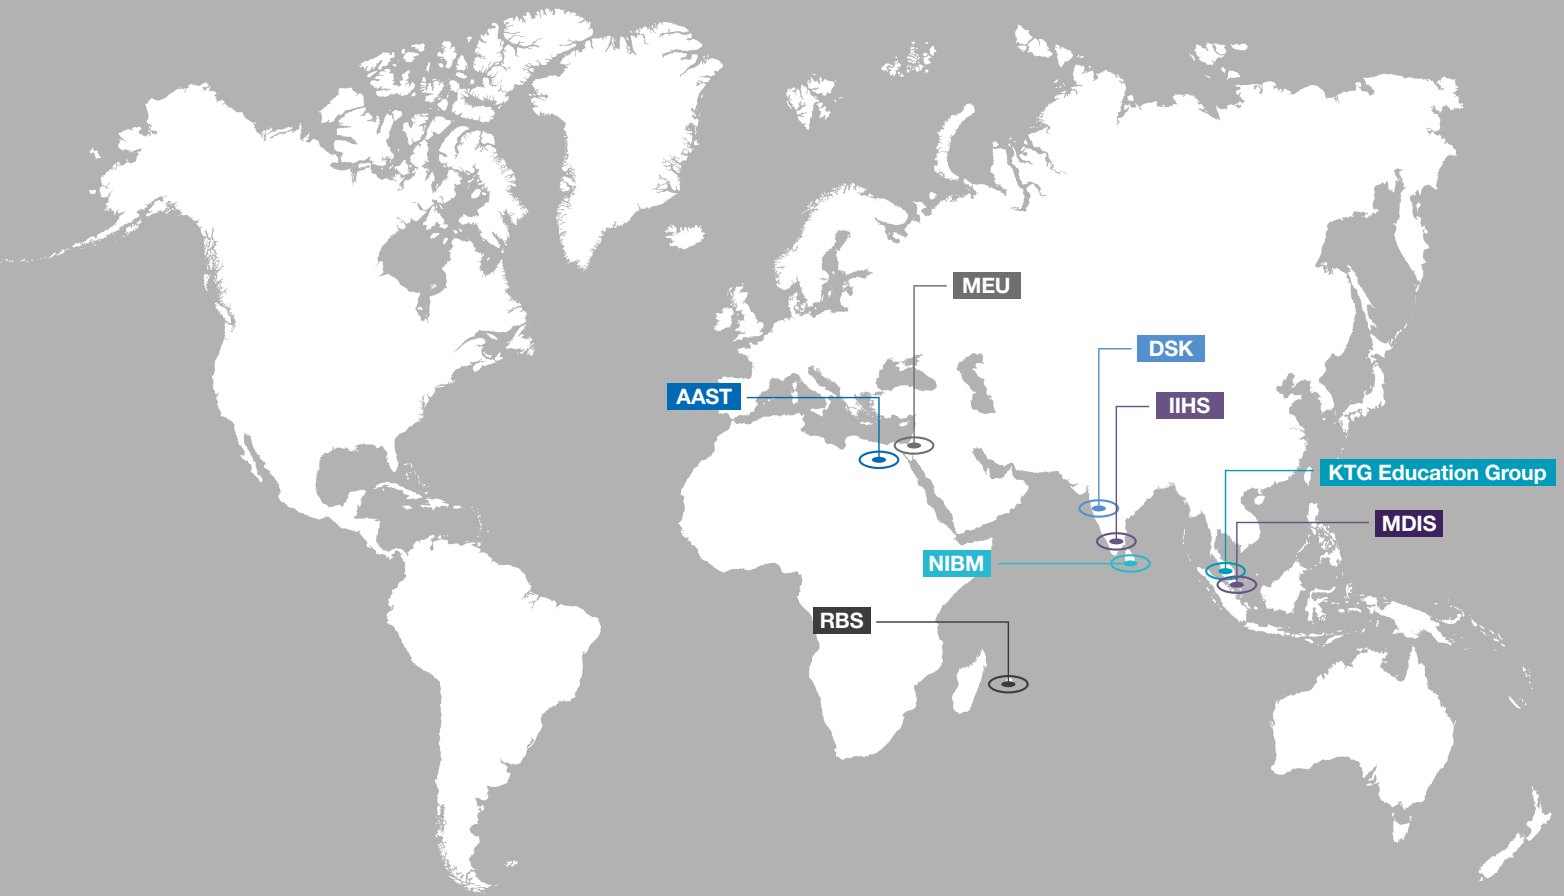 MEU
DSK
AAST
IIHS
KTG Education Group
MDIS
NIBM
RBS